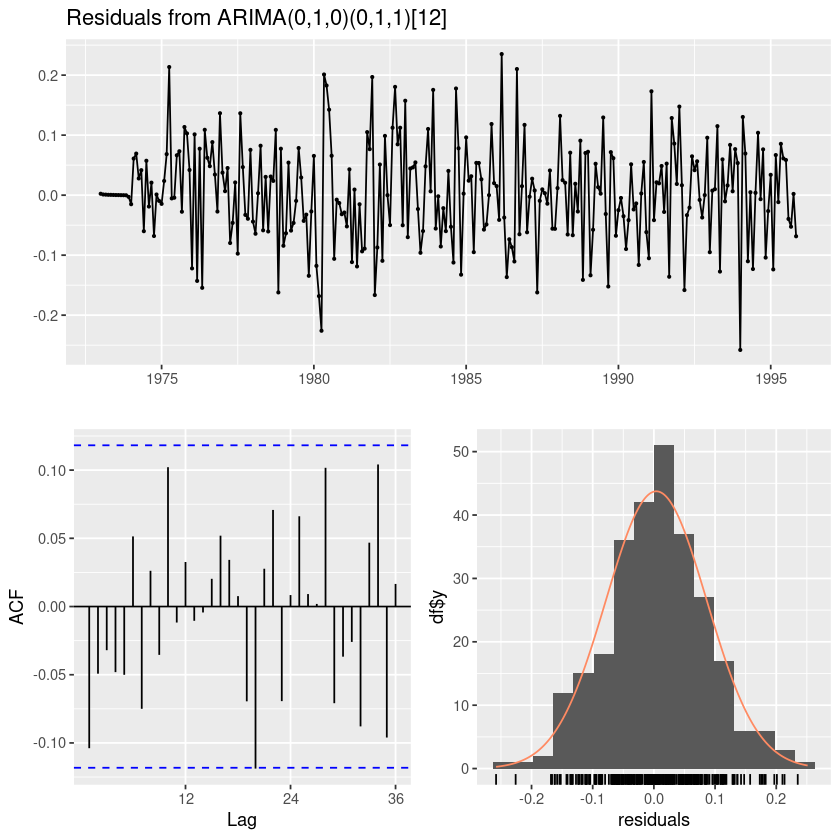 Residuals from ARIMA(0,1,0)(0,1,1)[12]
0.2
0.1
0.0
-0.1
-0.2
1975 1980 1985 1990 1995
ACF
0.10
0.05
0.00
-0.05
-0.10
12 24 36
Lag
df$y
50
40
30
20
10
0
-0.2 -0.1 0.0 0.1 0.2
residuals